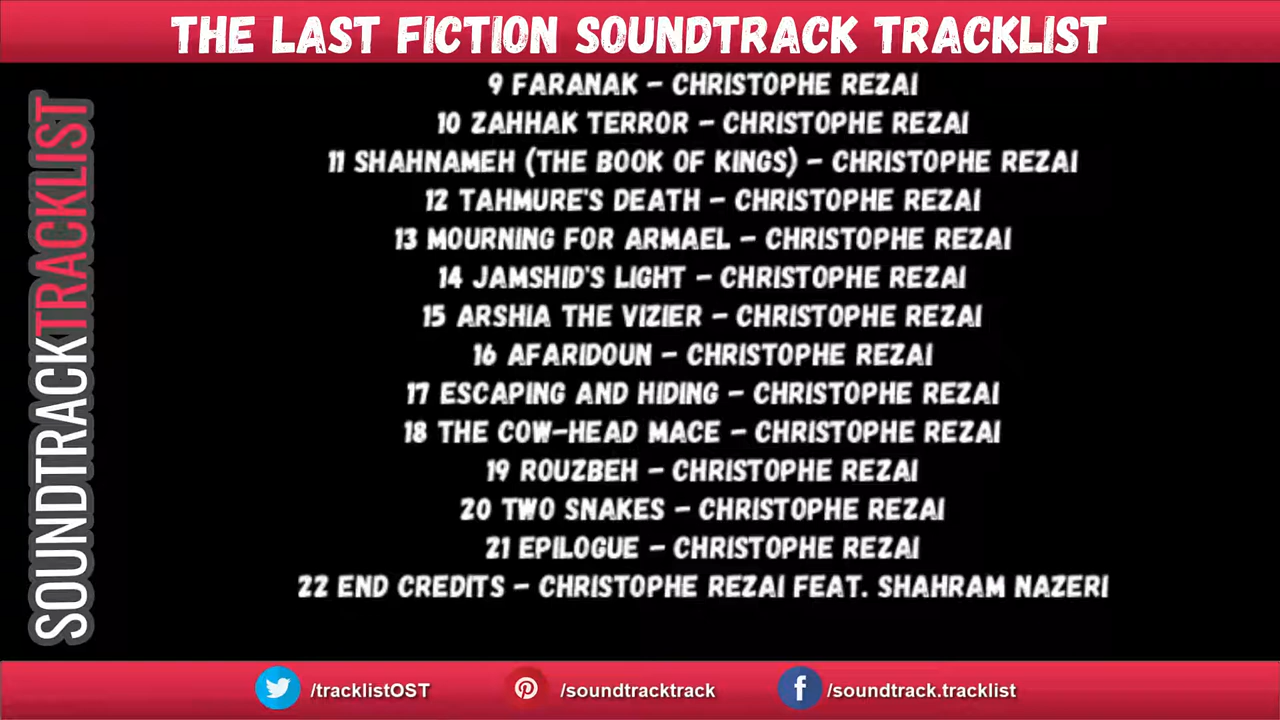 THE LAST FICTION SOUNDTRACK TRACKLIST
SOUNDTRACKTRACKLIST
9 FARANAK – CHRISTOPHE REZAI
10 ZAHHAK TERROR – CHRISTOPHE REZAI
11 SHAHNAMEH (THE BOOK OF KINGS) – CHRISTOPHE REZAI
12 TAHMURE'S DEATH – CHRISTOPHE REZAI
13 MOURNING FOR ARMAEL – CHRISTOPHE REZAI
14 JAMSHID'S LIGHT – CHRISTOPHE REZAI
15 ARSHIA THE VIZIER – CHRISTOPHE REZAI
16 AFARIDOUN – CHRISTOPHE REZAI
17 ESCAPING AND HIDING – CHRISTOPHE REZAI
18 THE COW-HEAD MACE – CHRISTOPHE REZAI
19 ROUZBEH – CHRISTOPHE REZAI
20 TWO SNAKES – CHRISTOPHE REZAI
21 EPILOGUE – CHRISTOPHE REZAI
22 END CREDITS – CHRISTOPHE REZAI FEAT. SHAHRAM NAZERI
/tracklistOST /soundtracktrack /soundtrack.tracklist